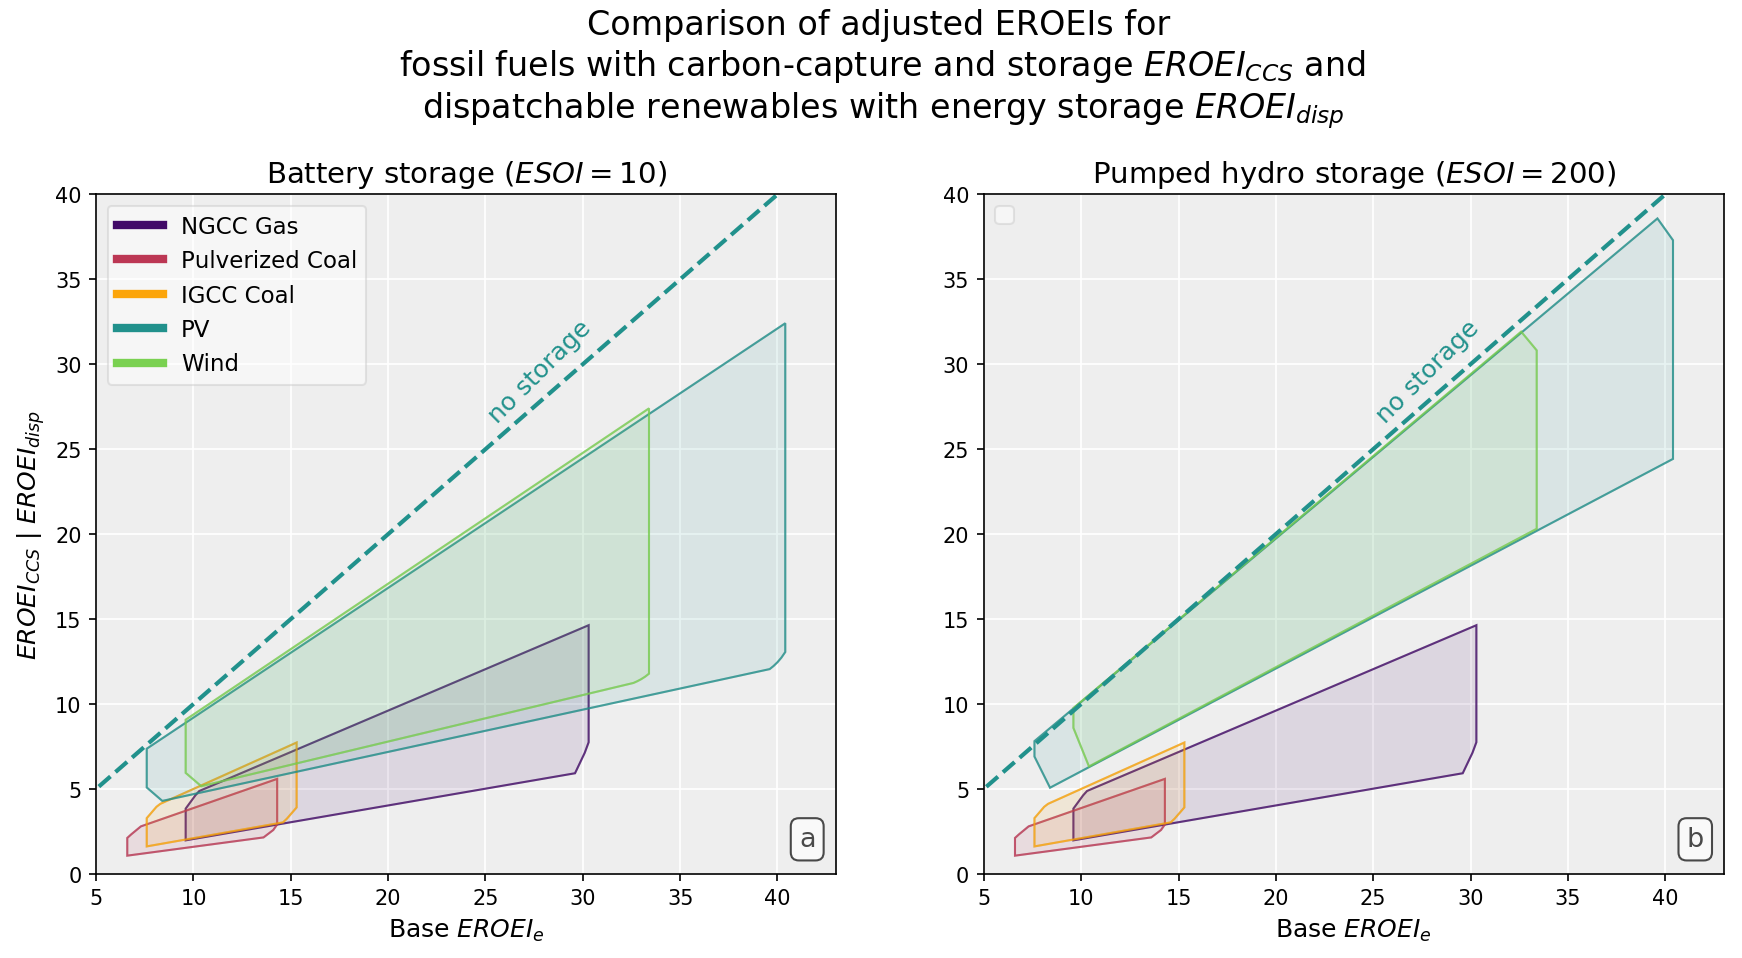 Comparison of adjusted EROEIs for
fossil fuels with carbon-capture and storage EROEI_CCS and
dispatchable renewables with energy storage EROEI_disp
Battery storage (ESOI = 10)
40
35
30
25
20
15
10
5
0
EROEI_CCS | EROEI_disp
NGCC Gas
Pulverized Coal
IGCC Coal
PV
Wind
no storage
a
5 10 15 20 25 30 35 40
Base EROEI_e
Pumped hydro storage (ESOI = 200)
40
35
30
25
20
15
10
5
0
no storage
b
5 10 15 20 25 30 35 40
Base EROEI_e